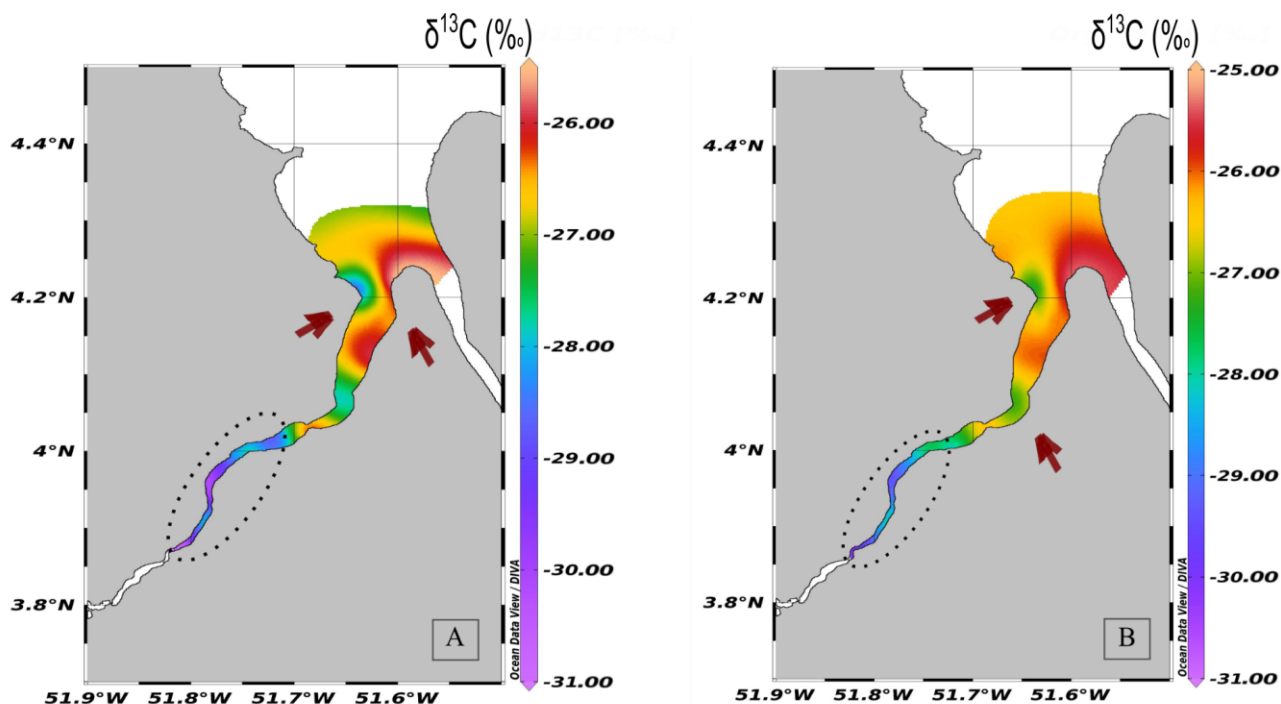 δ¹³C (‰)
-26.00
-27.00
-28.00
-29.00
-30.00
-31.00
4.4°N
4.2°N
4°N
3.8°N
51.9°W 51.8°W 51.7°W 51.6°W
Ocean Data View / DIVA
A
δ¹³C (‰)
-25.00
-26.00
-27.00
-28.00
-29.00
-30.00
-31.00
4.4°N
4.2°N
4°N
3.8°N
51.9°W 51.8°W 51.7°W 51.6°W
Ocean Data View / DIVA
B